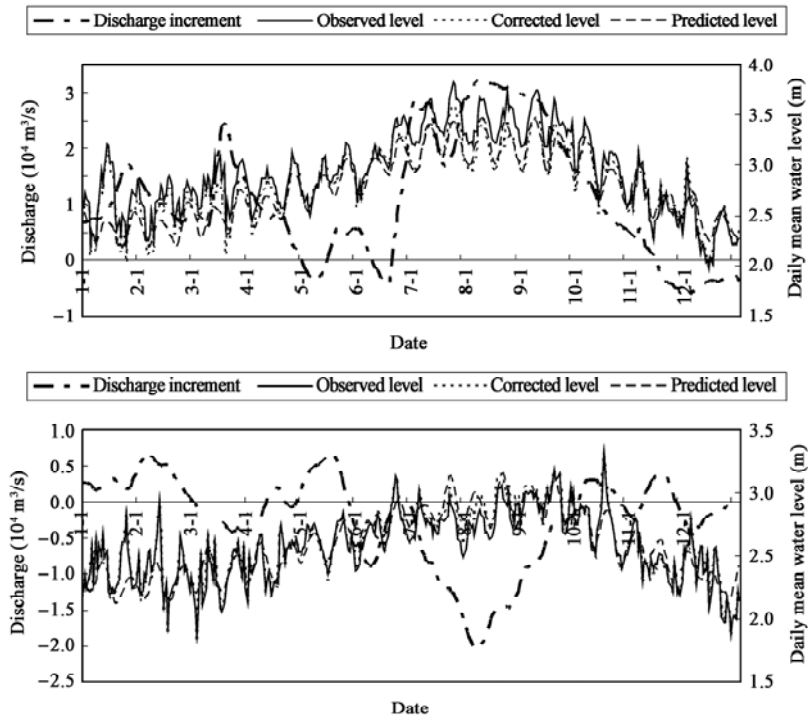 Discharge increment Observed level Corrected level Predicted level
Discharge (10⁴ m³/s)
3
2
1
0
−1
4.0
3.5
3.0
2.5
2.0
1.5
Daily mean water level (m)
1-1 2-1 3-1 4-1 5-1 6-1 7-1 8-1 9-1 10-1 11-1 12-1
Date
Discharge increment Observed level Corrected level Predicted level
Discharge (10⁴ m³/s)
1.0
0.5
0.0
−0.5
−1.0
−1.5
−2.0
−2.5
3.5
3.0
2.5
2.0
1.5
Daily mean water level (m)
1-1 2-1 3-1 4-1 5-1 12-1
Date